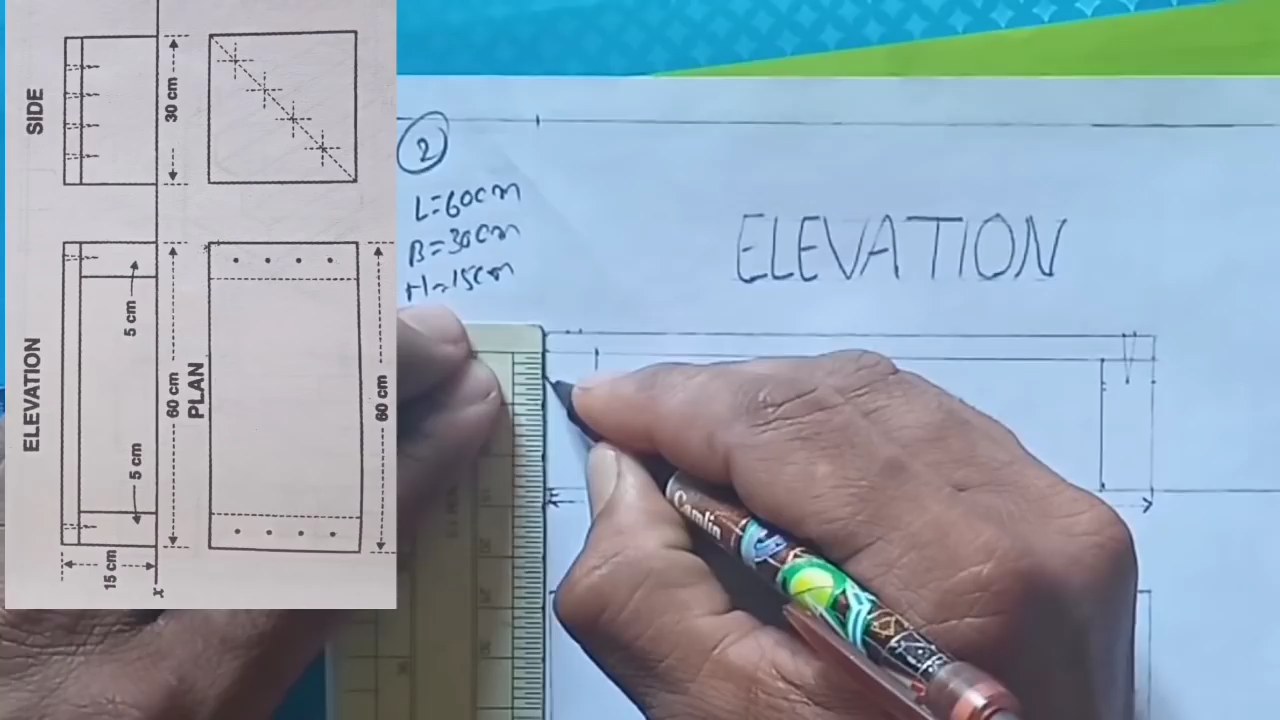 SIDE
30 cm
ELEVATION
5 cm
5 cm
60 cm
PLAN
60 cm
15 cm
x
2
L=60cm
B=30cm
H=15cm
ELEVATION
Camlin